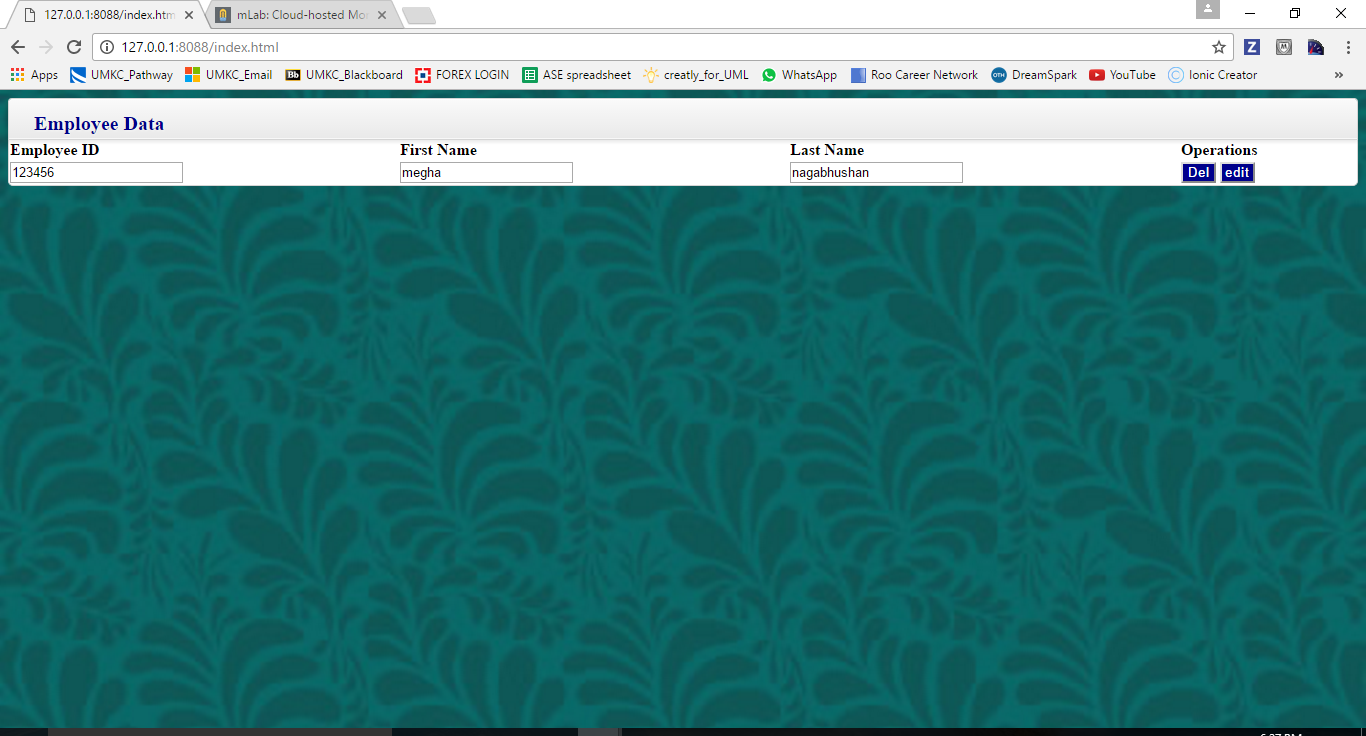 127.0.0.1:8088/index.htm
mLab: Cloud-hosted Mo
127.0.0.1:8088/index.html
Apps UMKC_Pathway UMKC_Email Bb UMKC_Blackboard FOREX LOGIN ASE spreadsheet creatly_for_UML WhatsApp Roo Career Network OTH DreamSpark YouTube Ionic Creator »
Employee Data
Employee ID First Name Last Name Operations
123456 megha nagabhushan Del edit